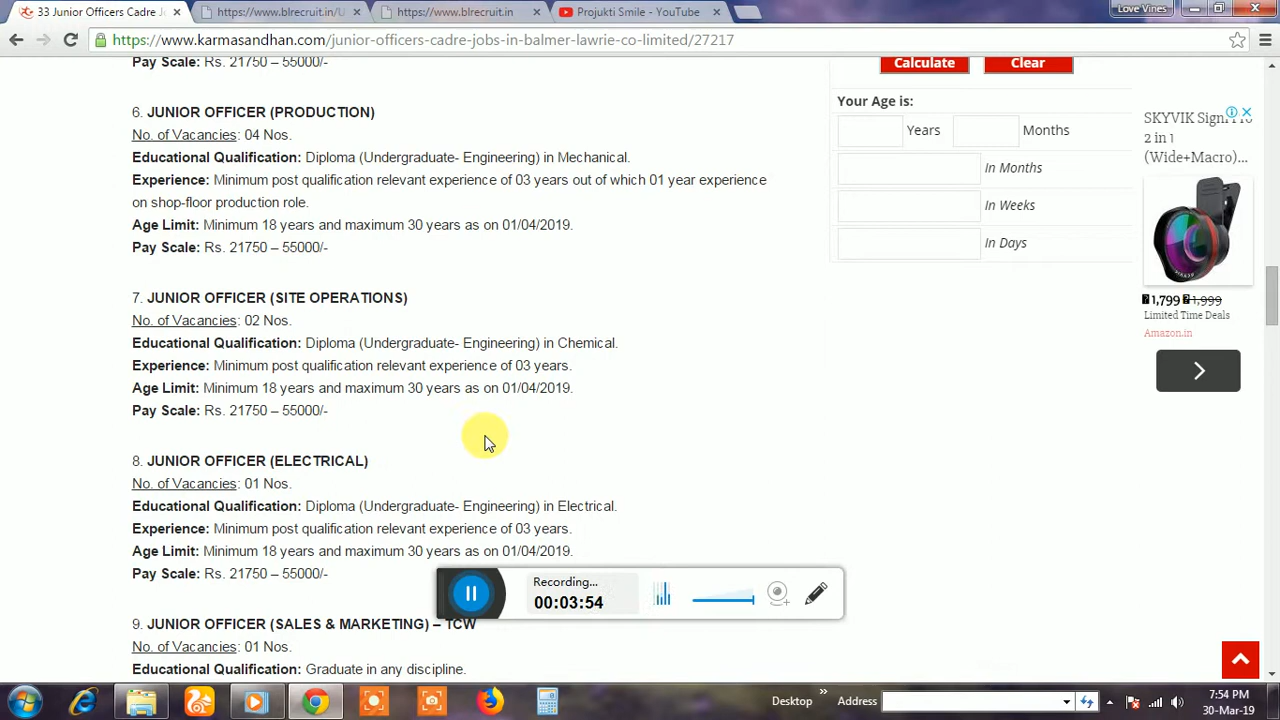 33 Junior Officers Cadre J
https://www.blrecruit.in/U
https://www.blrecruit.in
Projukti Smile - YouTube
Love Vines
https://www.karmasandhan.com/junior-officers-cadre-jobs-in-balmer-lawrie-co-limited/27217
Pay Scale: Rs. 21750 – 55000/-
6. JUNIOR OFFICER (PRODUCTION)
No. of Vacancies: 04 Nos.
Educational Qualification: Diploma (Undergraduate- Engineering) in Mechanical.
Experience: Minimum post qualification relevant experience of 03 years out of which 01 year experience
on shop-floor production role.
Age Limit: Minimum 18 years and maximum 30 years as on 01/04/2019.
Pay Scale: Rs. 21750 – 55000/-
7. JUNIOR OFFICER (SITE OPERATIONS)
No. of Vacancies: 02 Nos.
Educational Qualification: Diploma (Undergraduate- Engineering) in Chemical.
Experience: Minimum post qualification relevant experience of 03 years.
Age Limit: Minimum 18 years and maximum 30 years as on 01/04/2019.
Pay Scale: Rs. 21750 – 55000/-
8. JUNIOR OFFICER (ELECTRICAL)
No. of Vacancies: 01 Nos.
Educational Qualification: Diploma (Undergraduate- Engineering) in Electrical.
Experience: Minimum post qualification relevant experience of 03 years.
Age Limit: Minimum 18 years and maximum 30 years as on 01/04/2019.
Pay Scale: Rs. 21750 – 55000/-
9. JUNIOR OFFICER (SALES & MARKETING) – TCW
No. of Vacancies: 01 Nos.
Educational Qualification: Graduate in any discipline.
Calculate Clear
Your Age is:
Years Months
In Months
In Weeks
In Days
SKYVIK
2 in 1
(Wide+Macro)...
1,799 1,999
Limited Time Deals
Amazon.in
Recording...
00:03:54
Desktop » Address
7:54 PM
30-Mar-19